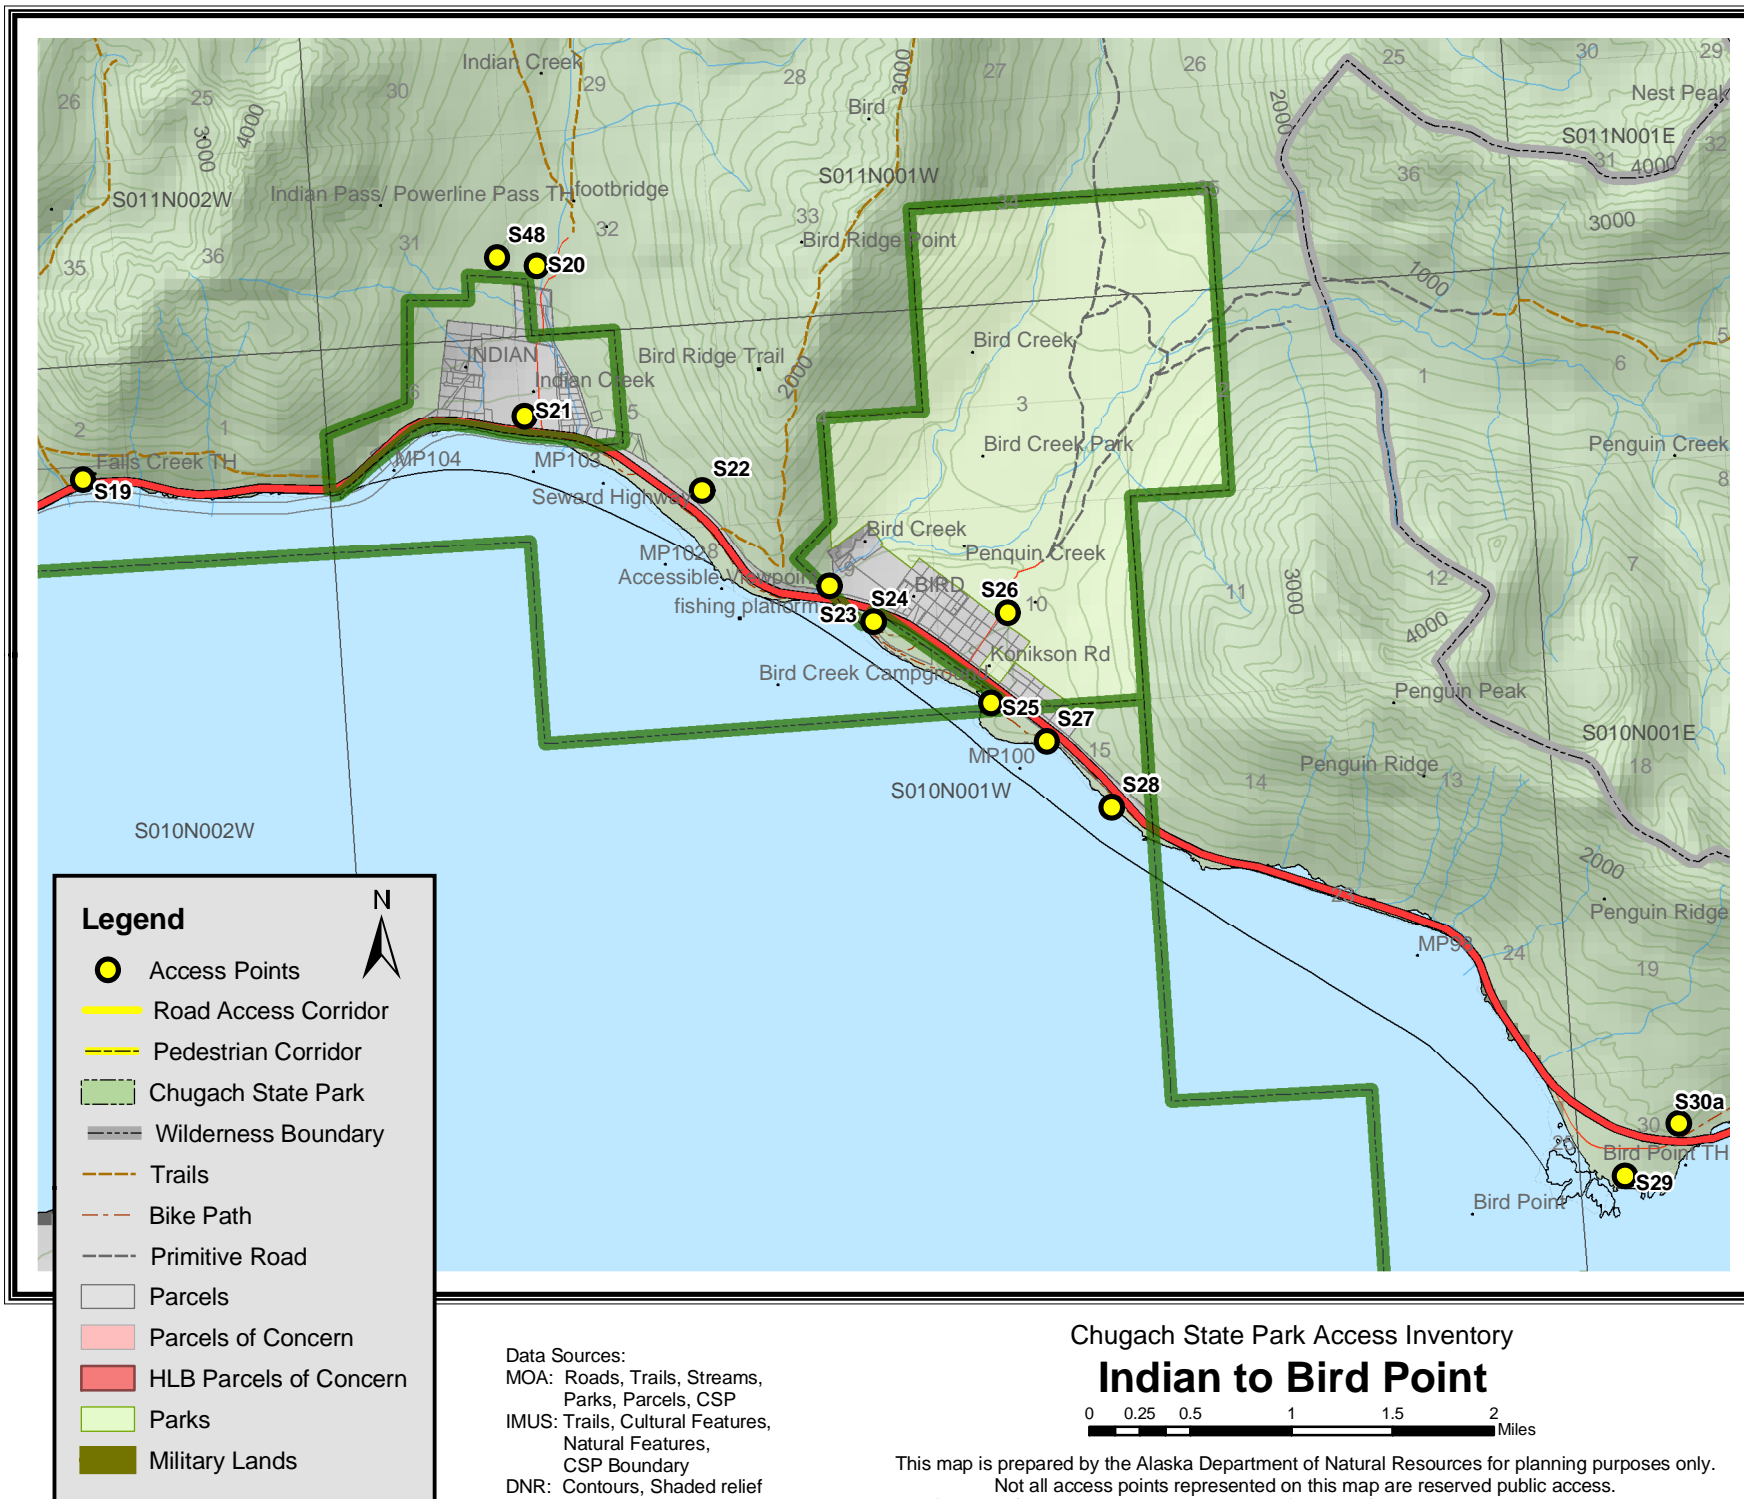 Indian Creek
26
25
30
29
28
27
26
25
30
29
3000
4000
3000
2000
Bird
Nest Peak
S011N001E
31
4000
32
S011N002W
Indian Pass/ Powerline Pass TH
footbridge
S011N001W
34
35
36
3000
35
36
31
32
33
Bird Ridge Point
S48
S20
1000
INDIAN
Bird Ridge Trail
2000
Bird Creek
Indian Creek
6
5
4
3
2
1
6
5
2
1
S21
Bird Creek Park
Penguin Creek
Falls Creek TH
MP104
MP103
S22
8
S19
Seward Highway
Bird Creek
MP102
8
9
Penquin Creek
Accessible Viewpoint
BIRD
S26
10
11
3000
12
7
fishing platform
S23
S24
4000
Konikson Rd
Bird Creek Campground
Penguin Peak
S25
S27
MP100
15
S010N001E
Penguin Ridge
14
13
18
S010N001W
S28
S010N002W
2000
23
Penguin Ridge
MP98
24
19
S30a
30
25
Bird Point TH
S29
Bird Point
N
Legend
Access Points
Road Access Corridor
Pedestrian Corridor
Chugach State Park
Wilderness Boundary
Trails
Bike Path
Primitive Road
Parcels
Parcels of Concern
HLB Parcels of Concern
Parks
Military Lands
Data Sources:
MOA: Roads, Trails, Streams,
Parks, Parcels, CSP
IMUS: Trails, Cultural Features,
Natural Features,
CSP Boundary
DNR: Contours, Shaded relief
Chugach State Park Access Inventory
Indian to Bird Point
0 0.25 0.5 1 1.5 2
Miles
This map is prepared by the Alaska Department of Natural Resources for planning purposes only.
Not all access points represented on this map are reserved public access.